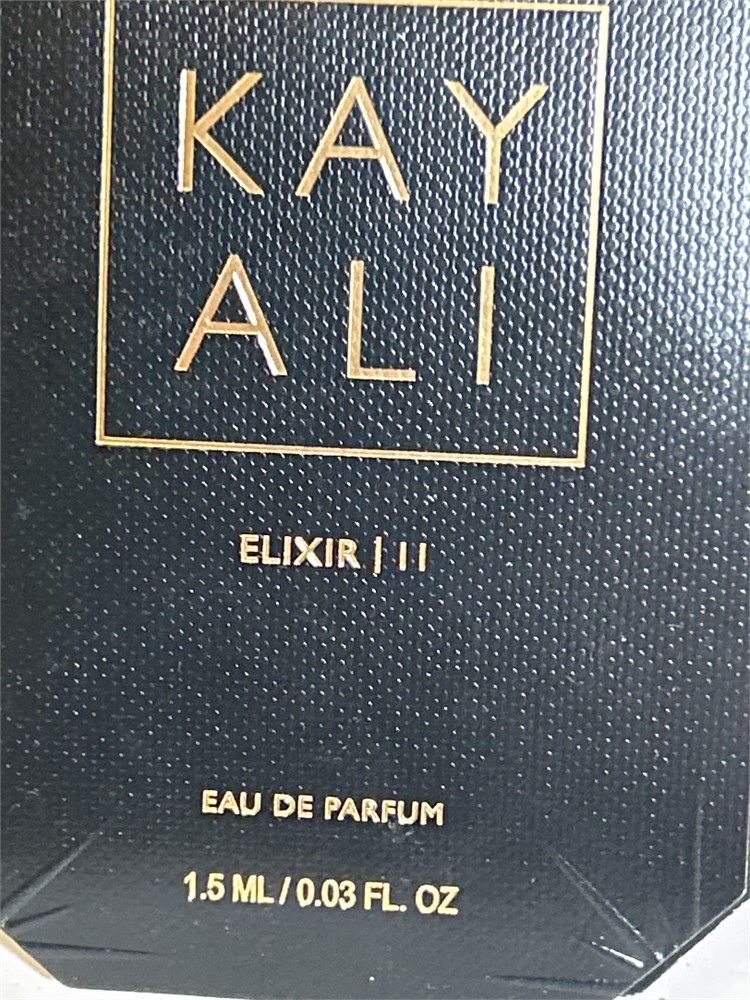 KAY
ALI
ELIXIR | 11
EAU DE PARFUM
1.5 ML / 0.03 FL. OZ